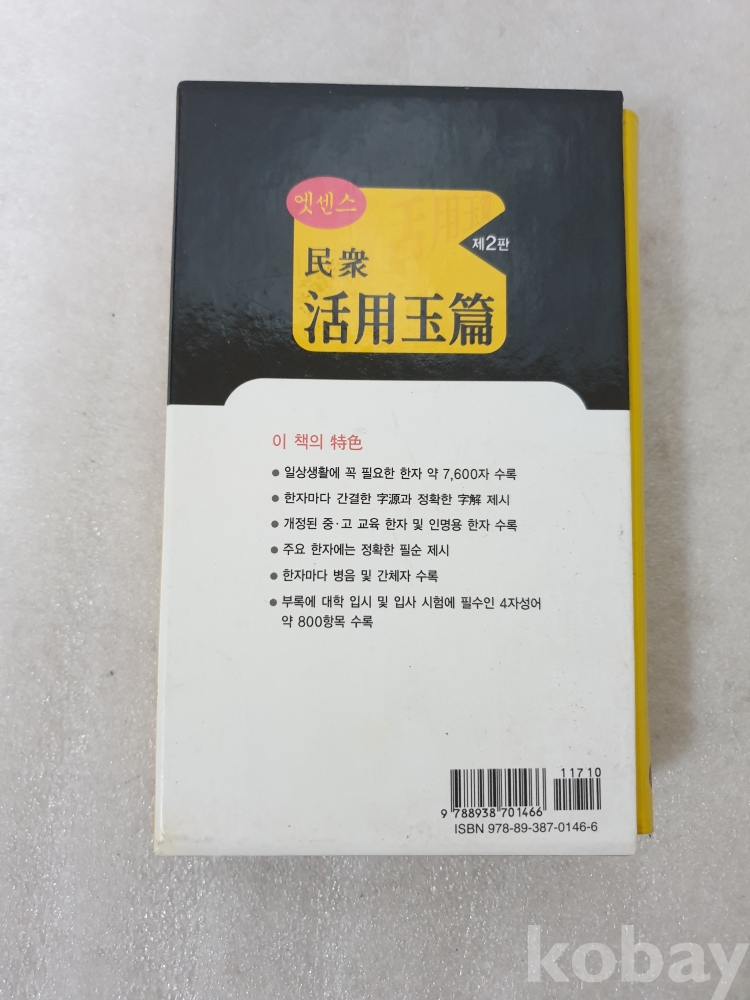 엣센스
제2판
民衆
活用玉篇
이 책의 特色
● 일상생활에 꼭 필요한 한자 약 7,600자 수록
● 한자마다 간결한 字源과 정확한 字解 제시
● 개정된 중·고 교육 한자 및 인명용 한자 수록
● 주요 한자에는 정확한 필순 제시
● 한자마다 병음 및 간체자 수록
● 부록에 대학 입시 및 입사 시험에 필수인 4자성어
약 800항목 수록
11710
9 788938 701466
ISBN 978-89-387-0146-6
kobay